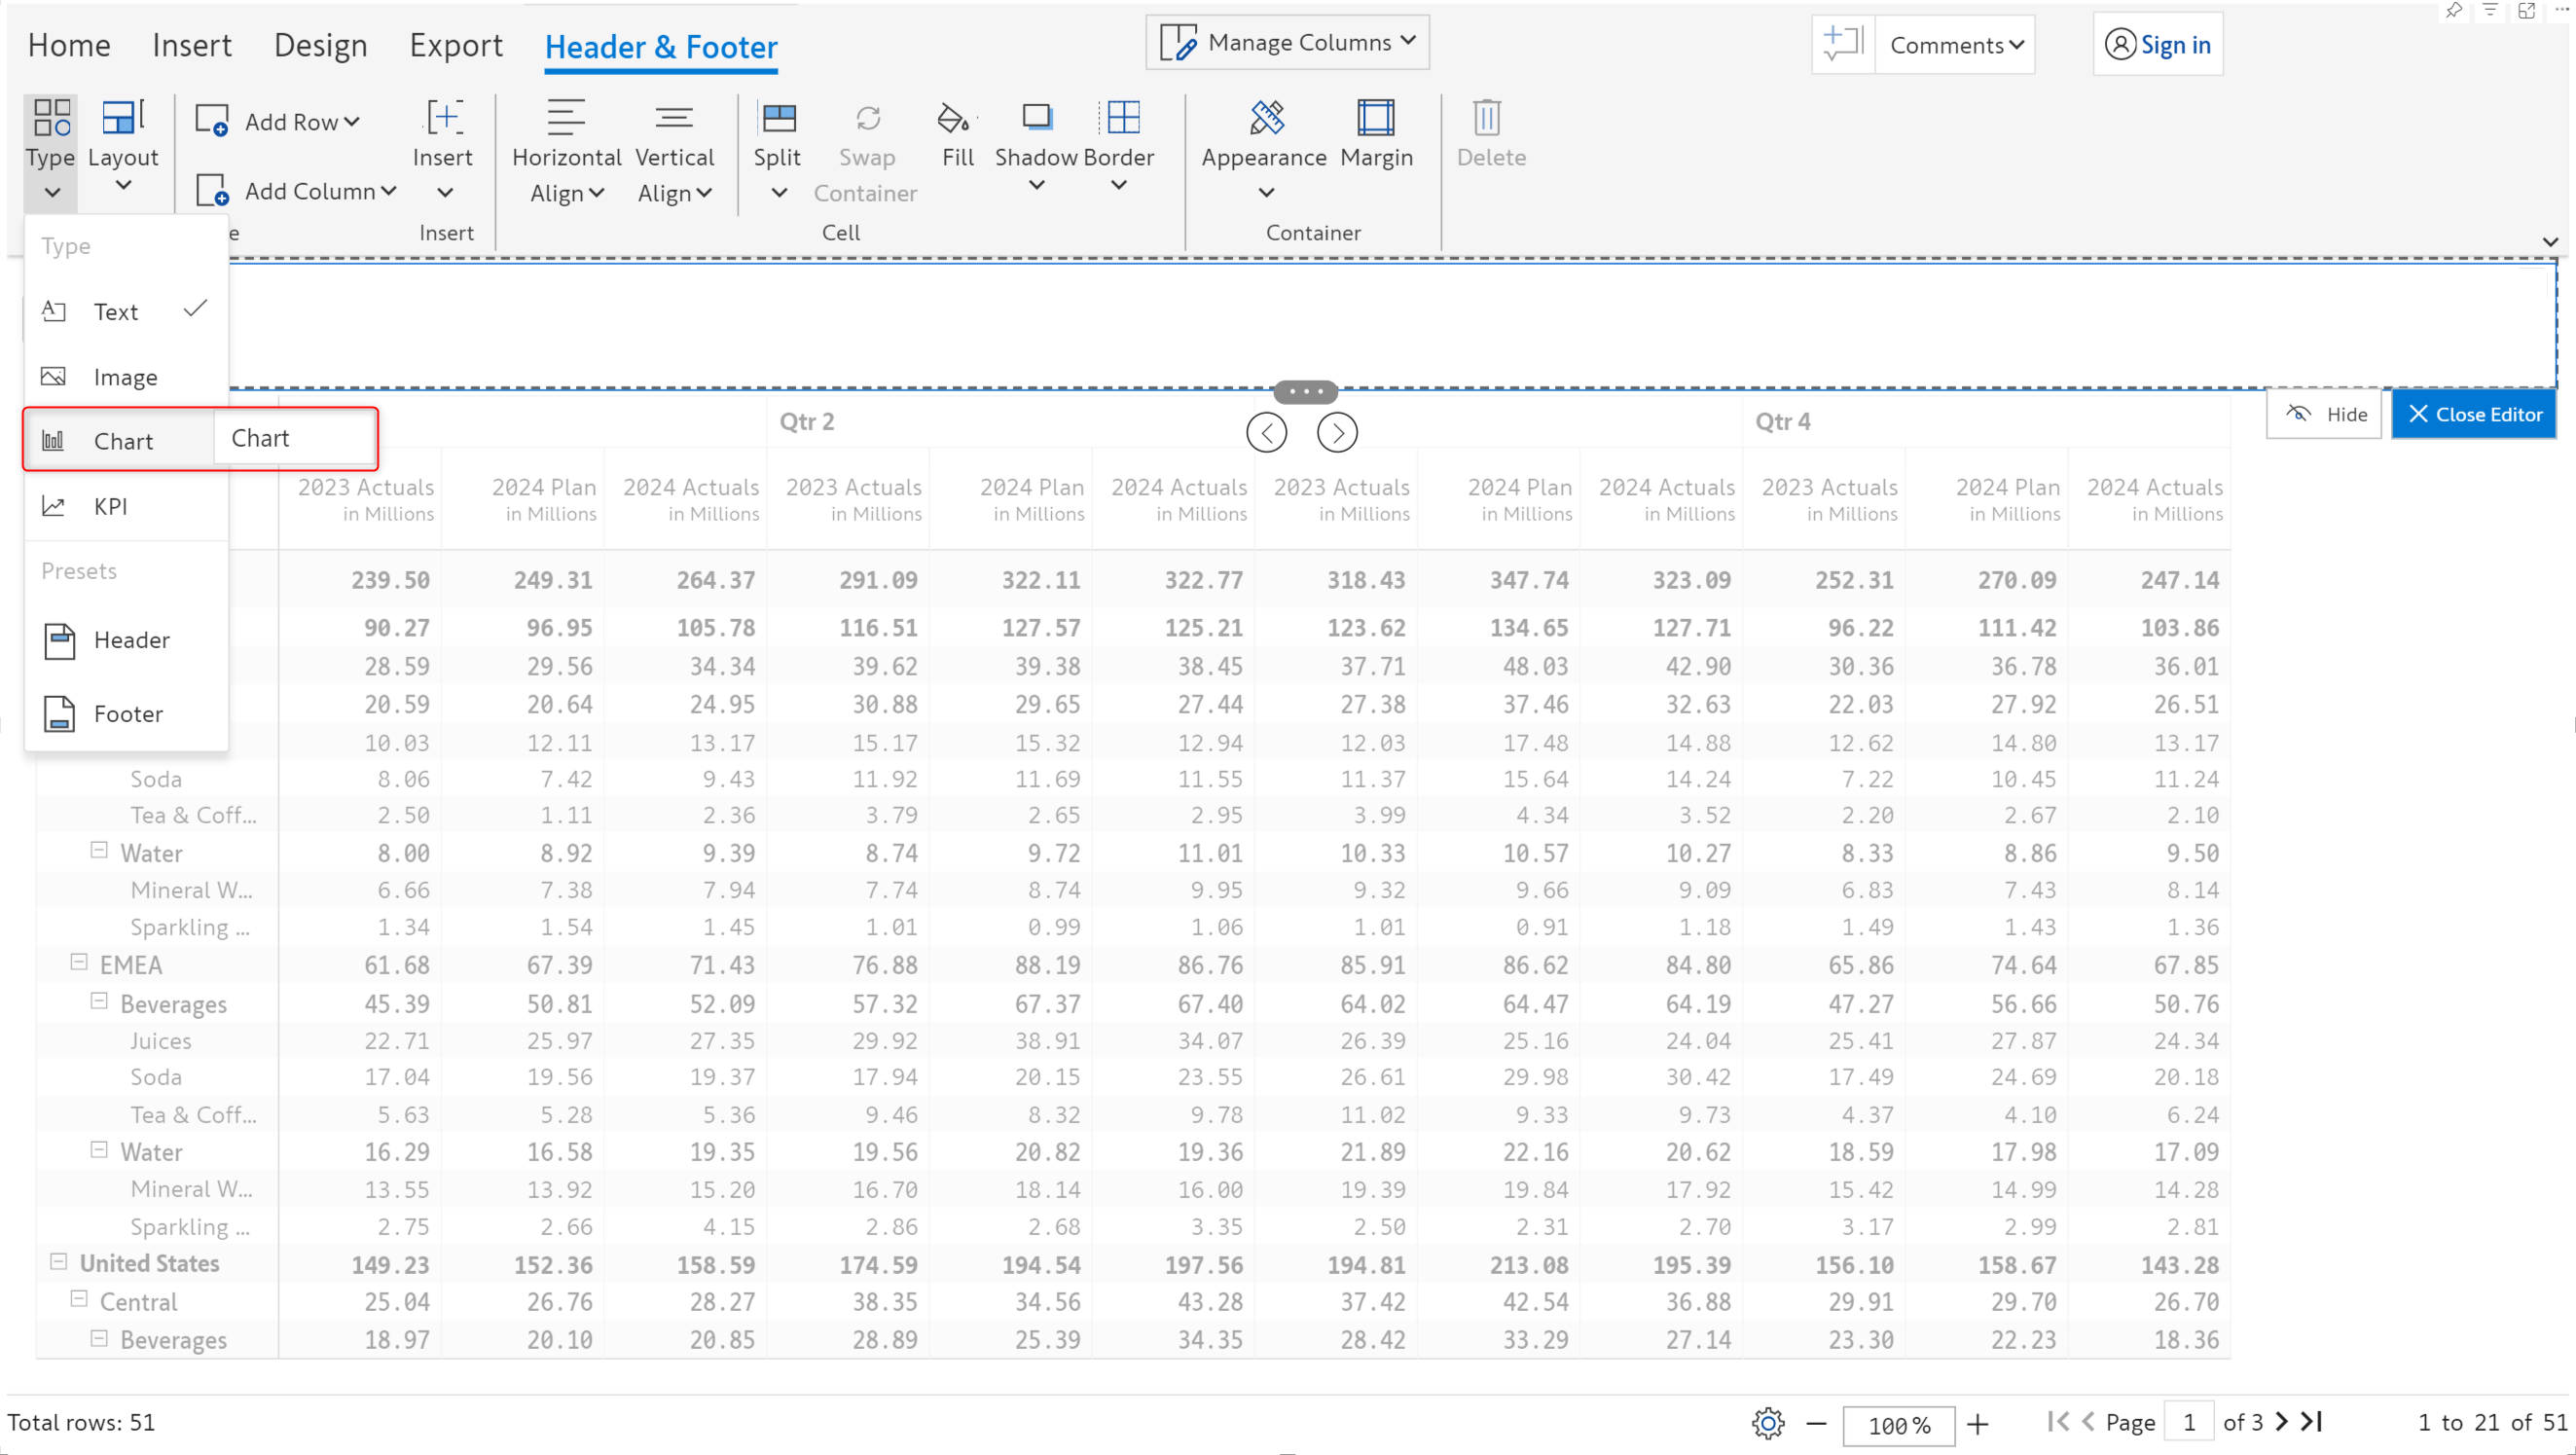 Home Insert Design Export Header & Footer Manage Columns Comments Sign in
Type Layout Add Row Insert Horizontal Align Vertical Align Split Swap Container Fill Shadow Border Appearance Margin Delete
Add Column
e Insert Cell Container
Type
Text
Image
Chart Chart
KPI
Presets
Header
Footer
Hide Close Editor
Qtr 2 Qtr 4
2023 Actuals 2024 Plan 2024 Actuals 2023 Actuals 2024 Plan 2024 Actuals 2023 Actuals 2024 Plan 2024 Actuals 2023 Actuals 2024 Plan 2024 Actuals
in Millions in Millions in Millions in Millions in Millions in Millions in Millions in Millions in Millions in Millions in Millions in Millions
239.50 249.31 264.37 291.09 322.11 322.77 318.43 347.74 323.09 252.31 270.09 247.14
90.27 96.95 105.78 116.51 127.57 125.21 123.62 134.65 127.71 96.22 111.42 103.86
28.59 29.56 34.34 39.62 39.38 38.45 37.71 48.03 42.90 30.36 36.78 36.01
20.59 20.64 24.95 30.88 29.65 27.44 27.38 37.46 32.63 22.03 27.92 26.51
10.03 12.11 13.17 15.17 15.32 12.94 12.03 17.48 14.88 12.62 14.80 13.17
Soda 8.06 7.42 9.43 11.92 11.69 11.55 11.37 15.64 14.24 7.22 10.45 11.24
Tea & Coff... 2.50 1.11 2.36 3.79 2.65 2.95 3.99 4.34 3.52 2.20 2.67 2.10
Water 8.00 8.92 9.39 8.74 9.72 11.01 10.33 10.57 10.27 8.33 8.86 9.50
Mineral W... 6.66 7.38 7.94 7.74 8.74 9.95 9.32 9.66 9.09 6.83 7.43 8.14
Sparkling ... 1.34 1.54 1.45 1.01 0.99 1.06 1.01 0.91 1.18 1.49 1.43 1.36
EMEA 61.68 67.39 71.43 76.88 88.19 86.76 85.91 86.62 84.80 65.86 74.64 67.85
Beverages 45.39 50.81 52.09 57.32 67.37 67.40 64.02 64.47 64.19 47.27 56.66 50.76
Juices 22.71 25.97 27.35 29.92 38.91 34.07 26.39 25.16 24.04 25.41 27.87 24.34
Soda 17.04 19.56 19.37 17.94 20.15 23.55 26.61 29.98 30.42 17.49 24.69 20.18
Tea & Coff... 5.63 5.28 5.36 9.46 8.32 9.78 11.02 9.33 9.73 4.37 4.10 6.24
Water 16.29 16.58 19.35 19.56 20.82 19.36 21.89 22.16 20.62 18.59 17.98 17.09
Mineral W... 13.55 13.92 15.20 16.70 18.14 16.00 19.39 19.84 17.92 15.42 14.99 14.28
Sparkling ... 2.75 2.66 4.15 2.86 2.68 3.35 2.50 2.31 2.70 3.17 2.99 2.81
United States 149.23 152.36 158.59 174.59 194.54 197.56 194.81 213.08 195.39 156.10 158.67 143.28
Central 25.04 26.76 28.27 38.35 34.56 43.28 37.42 42.54 36.88 29.91 29.70 26.70
Beverages 18.97 20.10 20.85 28.89 25.39 34.35 28.42 33.29 27.14 23.30 22.23 18.36
Total rows: 51 100% Page 1 of 3 1 to 21 of 51